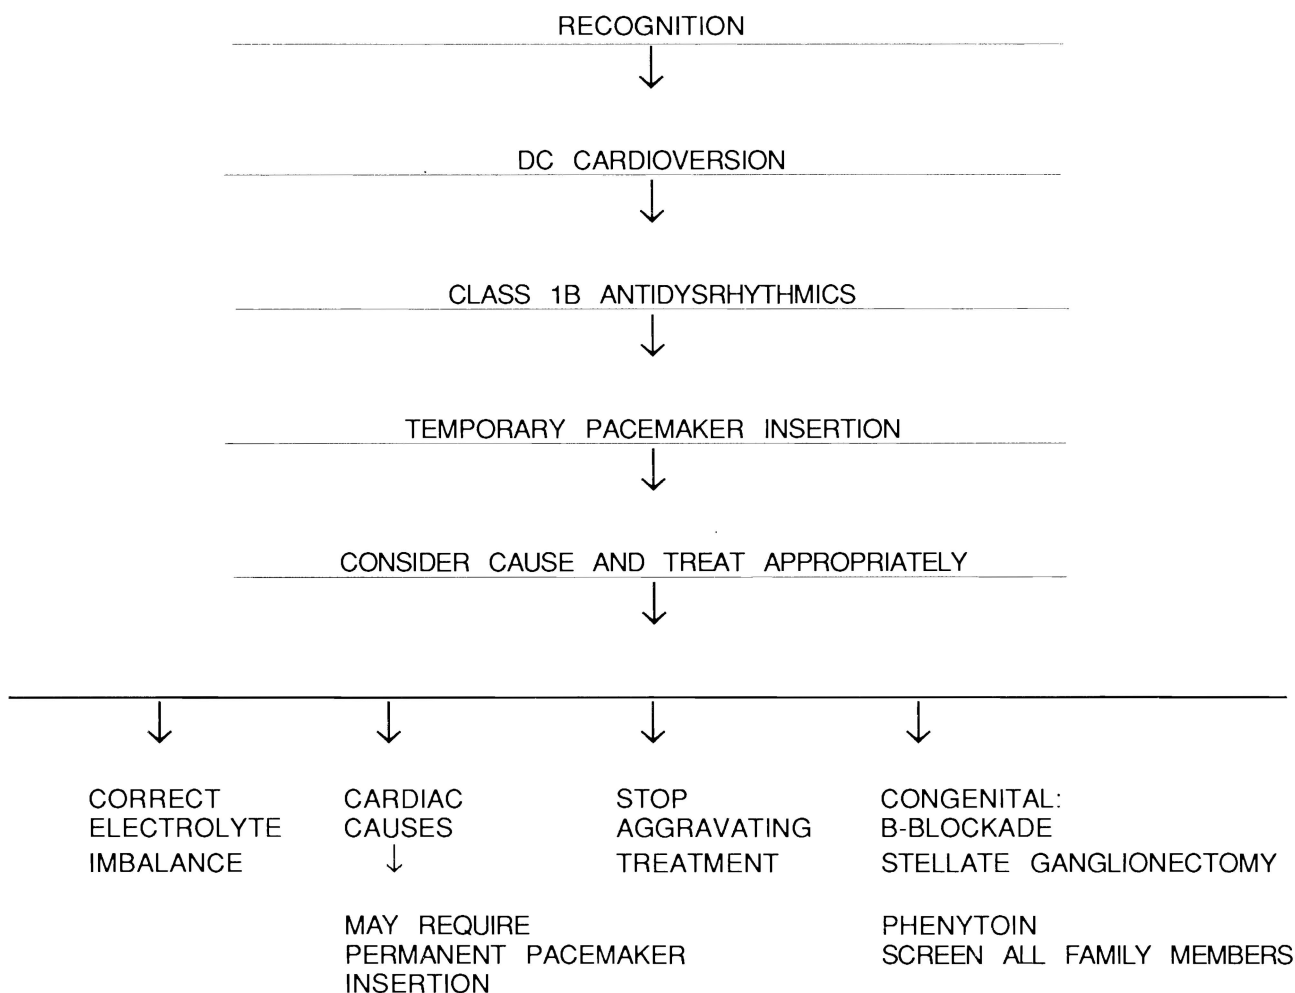 RECOGNITION
DC CARDIOVERSION
CLASS 1B ANTIDYSRHYTHMICS
TEMPORARY PACEMAKER INSERTION
CONSIDER CAUSE AND TREAT APPROPRIATELY
CORRECT
ELECTROLYTE
IMBALANCE
CARDIAC
CAUSES
MAY REQUIRE
PERMANENT PACEMAKER
INSERTION
STOP
AGGRAVATING
TREATMENT
CONGENITAL:
B-BLOCKADE
STELLATE GANGLIONECTOMY
PHENYTOIN
SCREEN ALL FAMILY MEMBERS